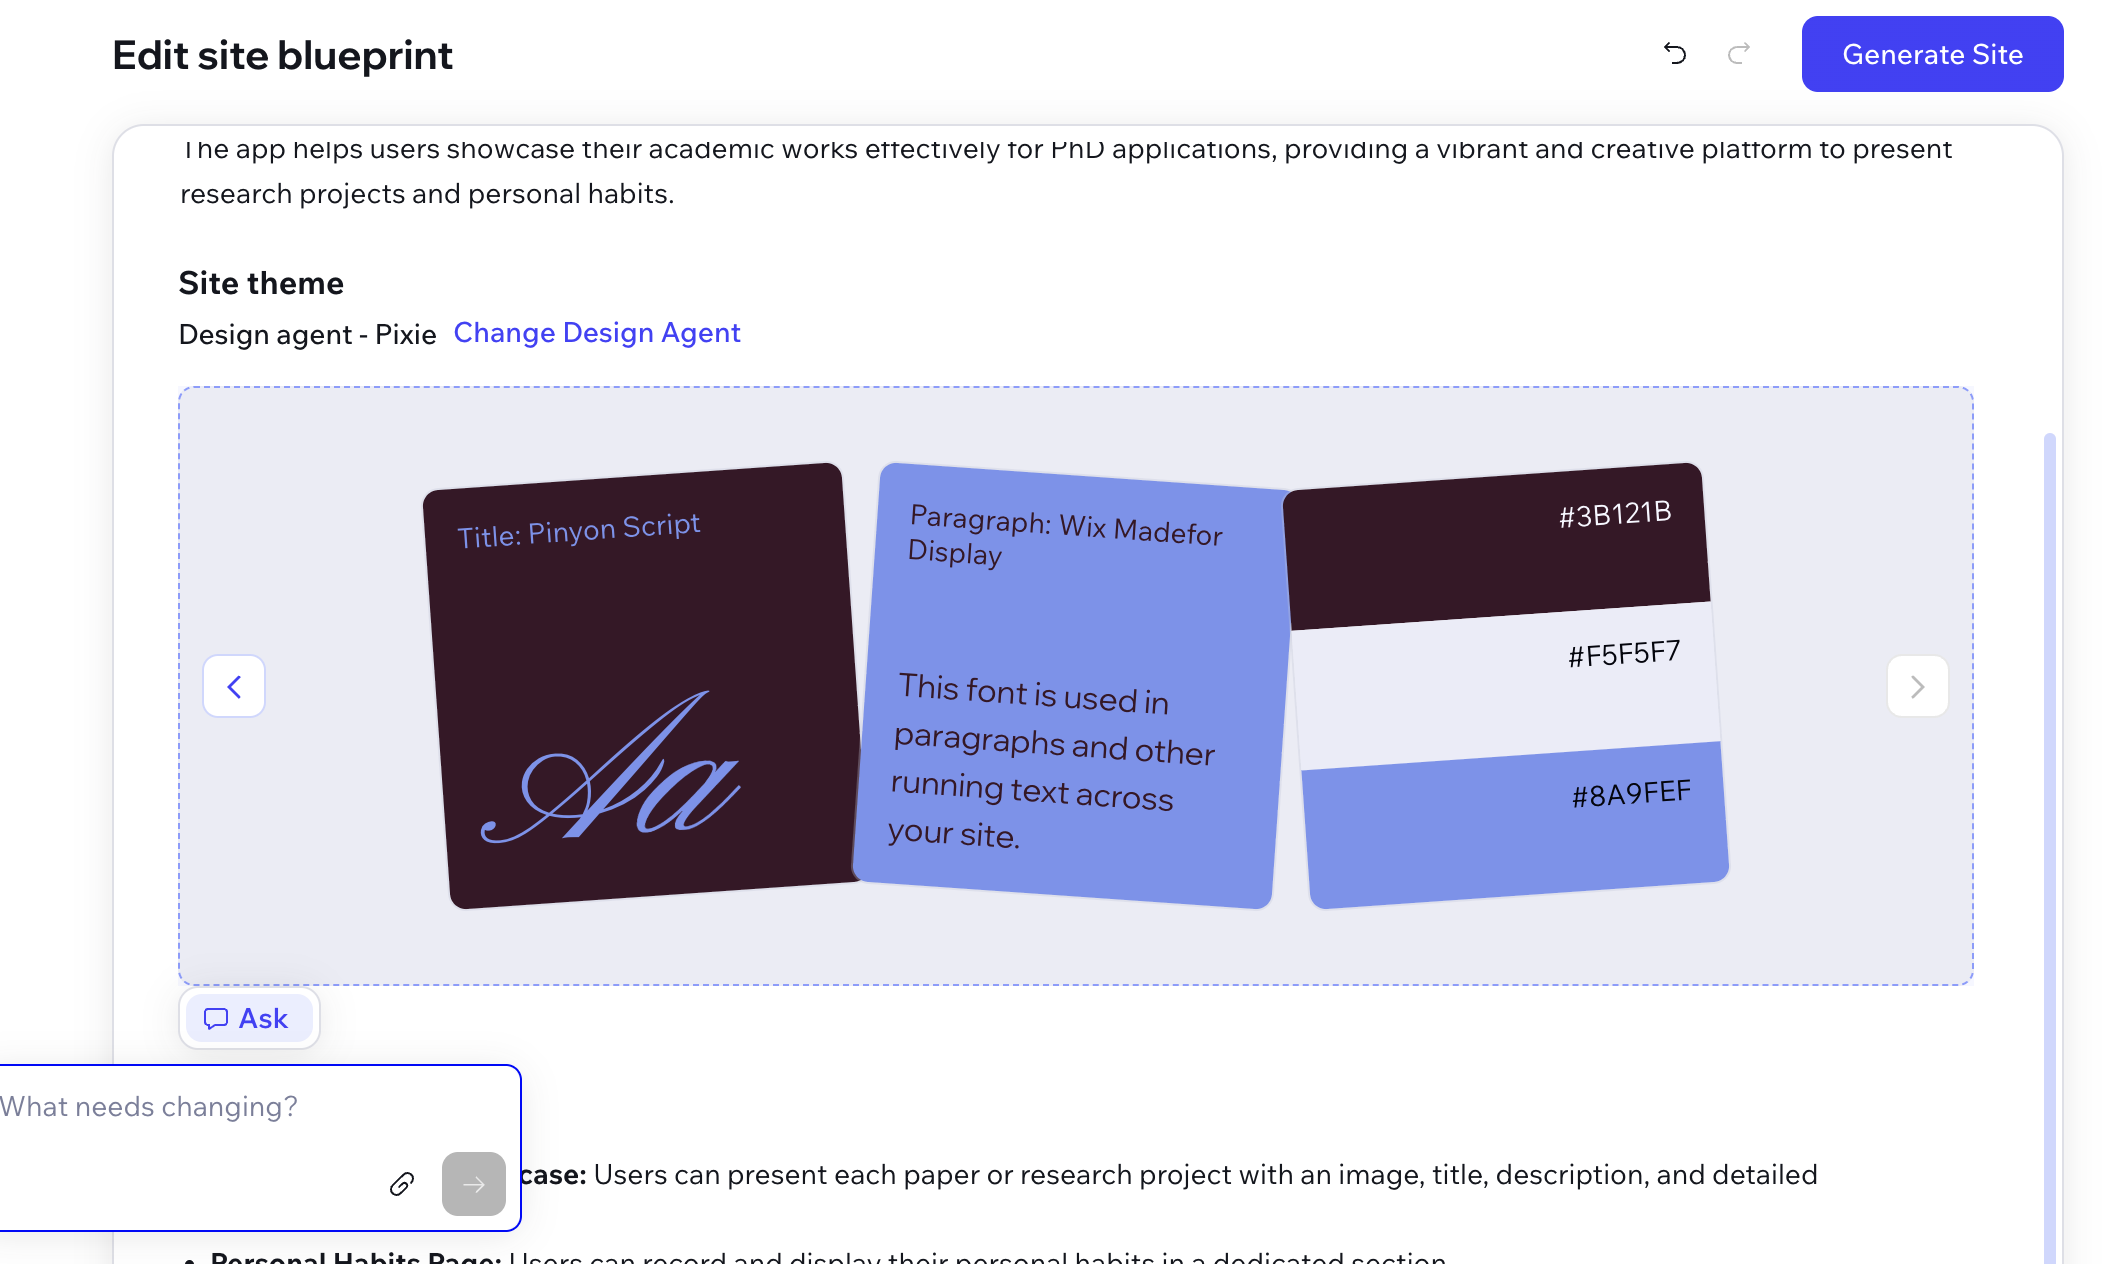 Edit site blueprint
Generate Site
The app helps users showcase their academic works effectively for PhD applications, providing a vibrant and creative platform to present
research projects and personal habits.
Site theme
Design agent - Pixie Change Design Agent
Title: Pinyon Script
Aa
Paragraph: Wix Madefor
Display
This font is used in
paragraphs and other
running text across
your site.
#3B121B
#F5F5F7
#8A9FEF
Ask
What needs changing?
case: Users can present each paper or research project with an image, title, description, and detailed
• Personal Habits Page: Users can record and display their personal habits in a dedicated section.